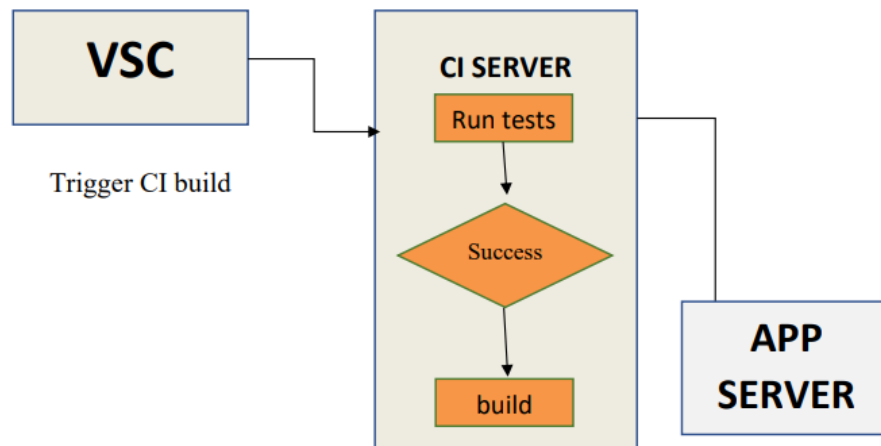 VSC
Trigger CI build
CI SERVER
Run tests
Success
build
APP
SERVER